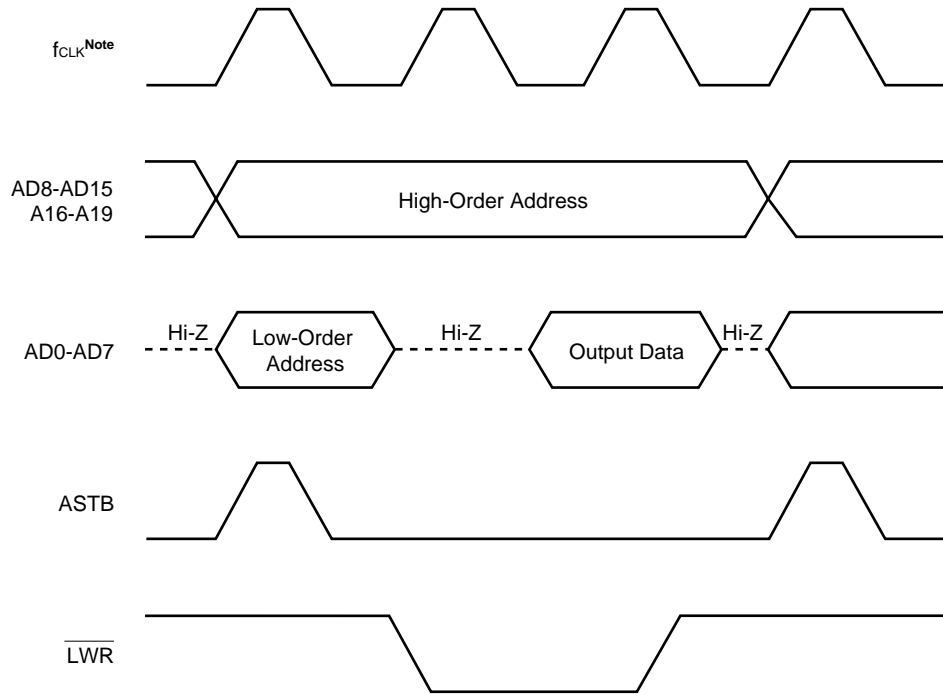 fCLKNote
AD8-AD15
A16-A19
High-Order Address
AD0-AD7
Hi-Z
Low-Order
Address
Hi-Z
Output Data
Hi-Z
ASTB
LWR